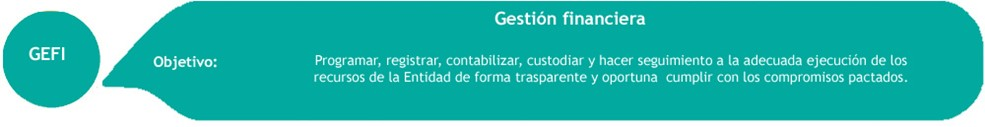 Gestión financiera
GEFI
Objetivo:
Programar, registrar, contabilizar, custodiar y hacer seguimiento a la adecuada ejecución de los
recursos de la Entidad de forma trasparente y oportuna  cumplir con los compromisos pactados.